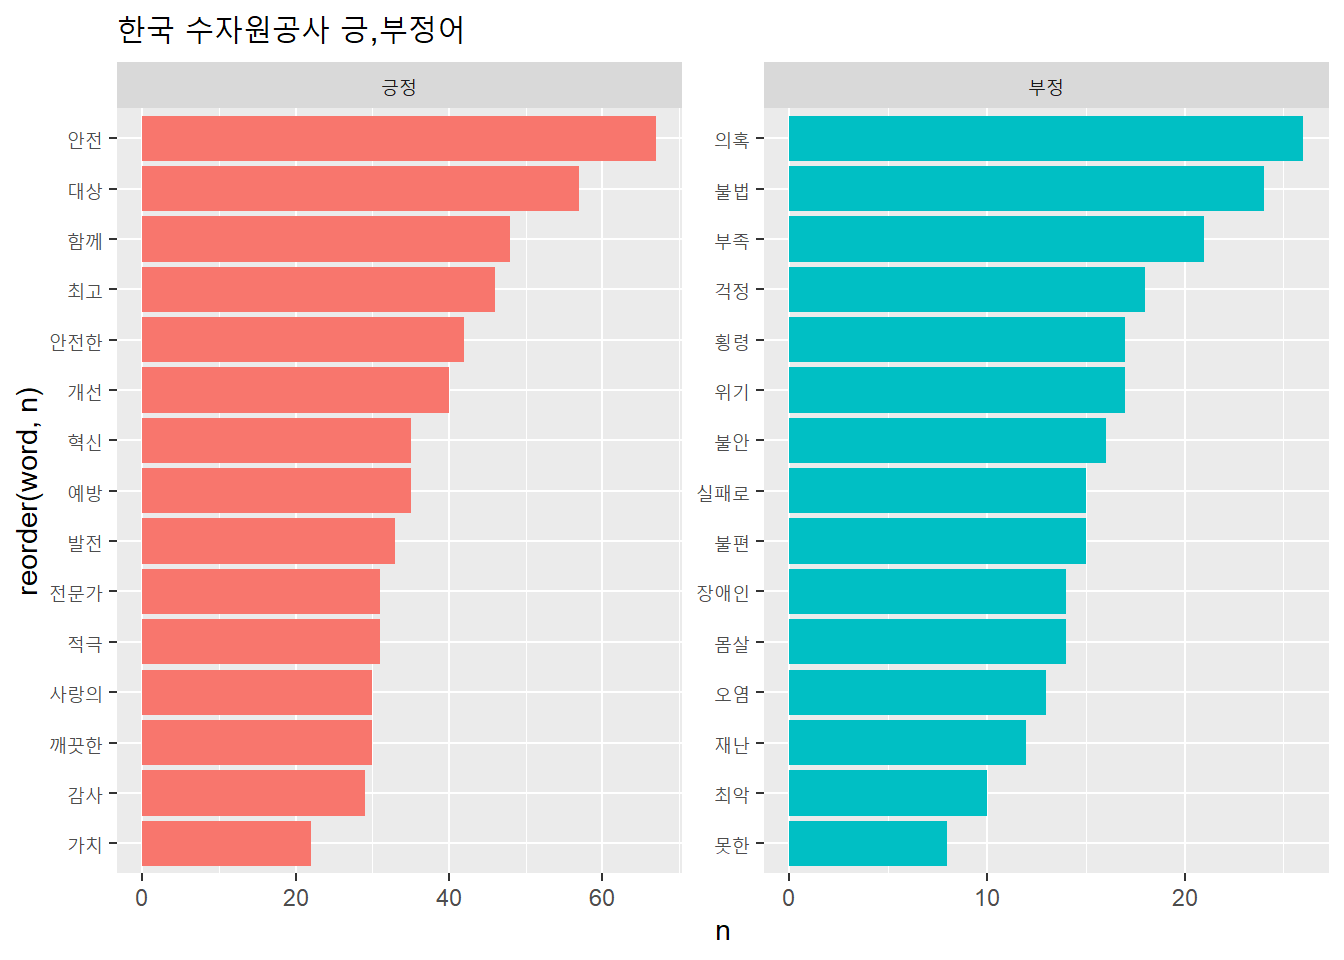 한국 수자원공사 긍,부정어
긍정
부정
reorder(word, n)
안전
대상
함께
최고
안전한
개선
혁신
예방
발전
전문가
적극
사랑의
깨끗한
감사
가치
0 20 40 60
의혹
불법
부족
걱정
횡령
위기
불안
실패로
불편
장애인
몸살
오염
재난
최악
못한
0 10 20
n